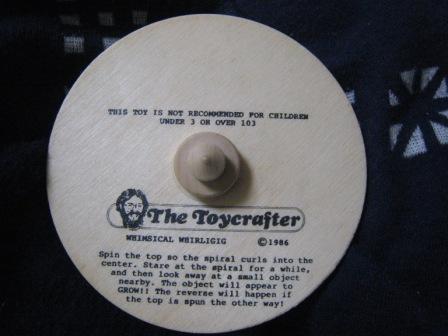 THIS TOY IS NOT RECOMMENDED FOR CHILDREN
UNDER 3 OR OVER 103
The Toycrafter
WHIMSICAL WHIRLIGIG ©1986
Spin the top so the spiral curls into the
center. Stare at the spiral for a while,
and then look away at a small object
nearby. The object will appear to
GROW!! The reverse will happen if
the top is spun the other way!